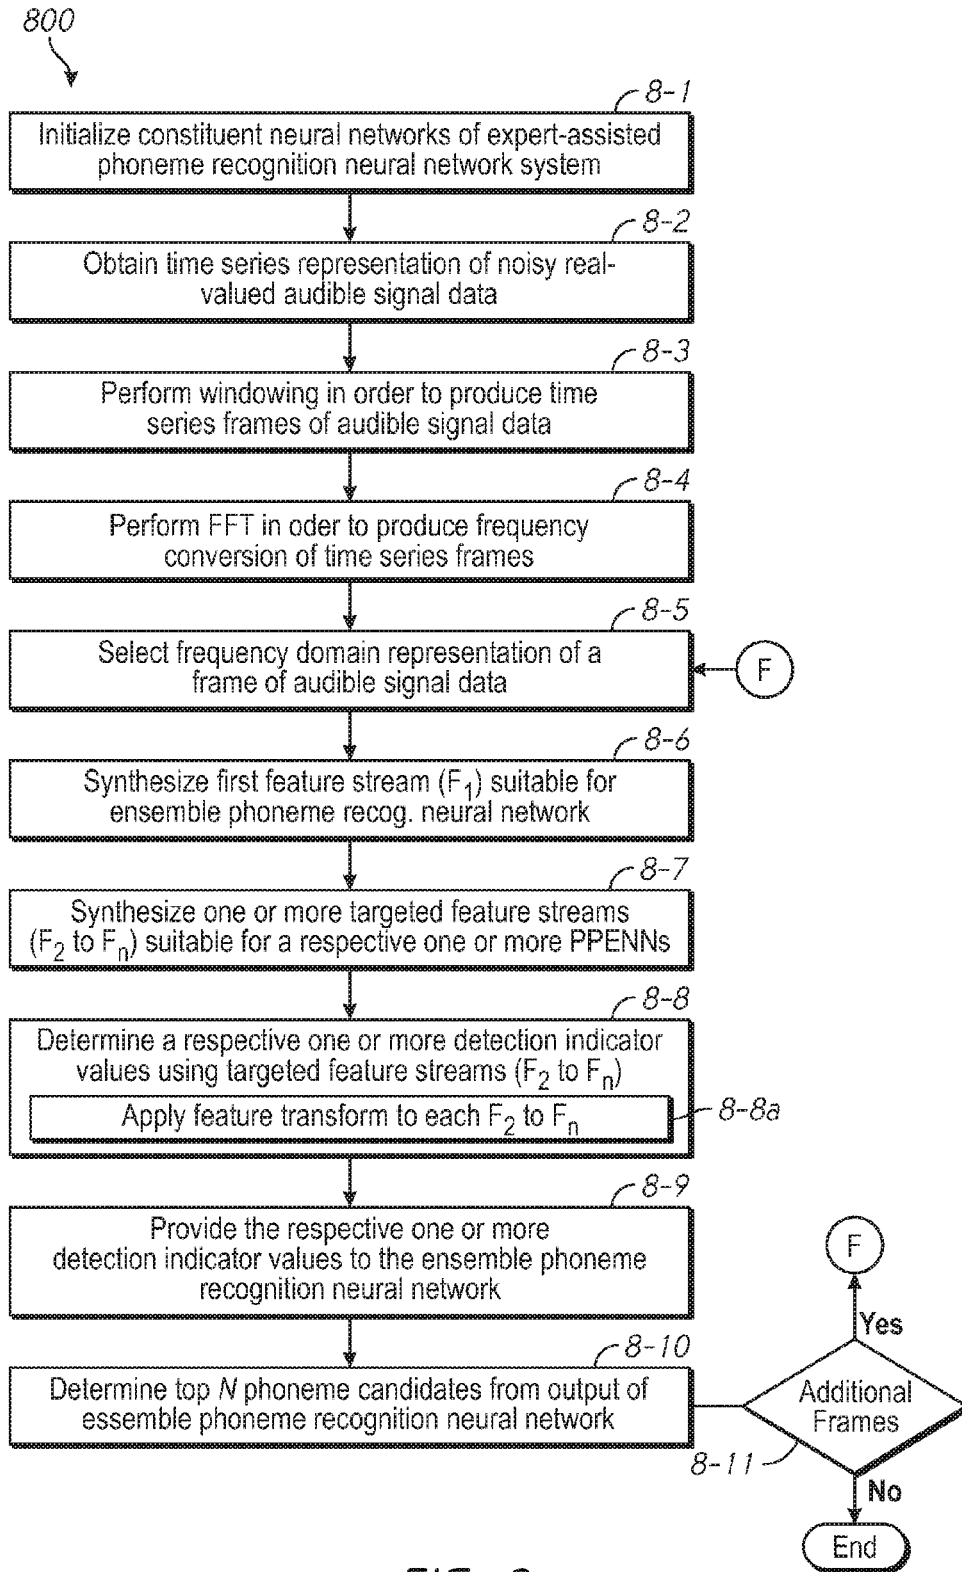 800
8-1
Initialize constituent neural networks of expert-assisted
phoneme recognition neural network system
8-2
Obtain time series representation of noisy real-
valued audible signal data
8-3
Perform windowing in order to produce time
series frames of audible signal data
8-4
Perform FFT in oder to produce frequency
conversion of time series frames
8-5
Select frequency domain representation of a
frame of audible signal data
F
8-6
Synthesize first feature stream (F1) suitable for
ensemble phoneme recog. neural network
8-7
Synthesize one or more targeted feature streams
(F2 to Fn) suitable for a respective one or more PPENNs
8-8
Determine a respective one or more detection indicator
values using targeted feature streams (F2 to Fn)
Apply feature transform to each F2 to Fn
8-8a
8-9
Provide the respective one or more
detection indicator values to the ensemble phoneme
recognition neural network
F
Yes
8-10
Determine top N phoneme candidates from output of
essemble phoneme recognition neural network
Additional
Frames
8-11
No
End